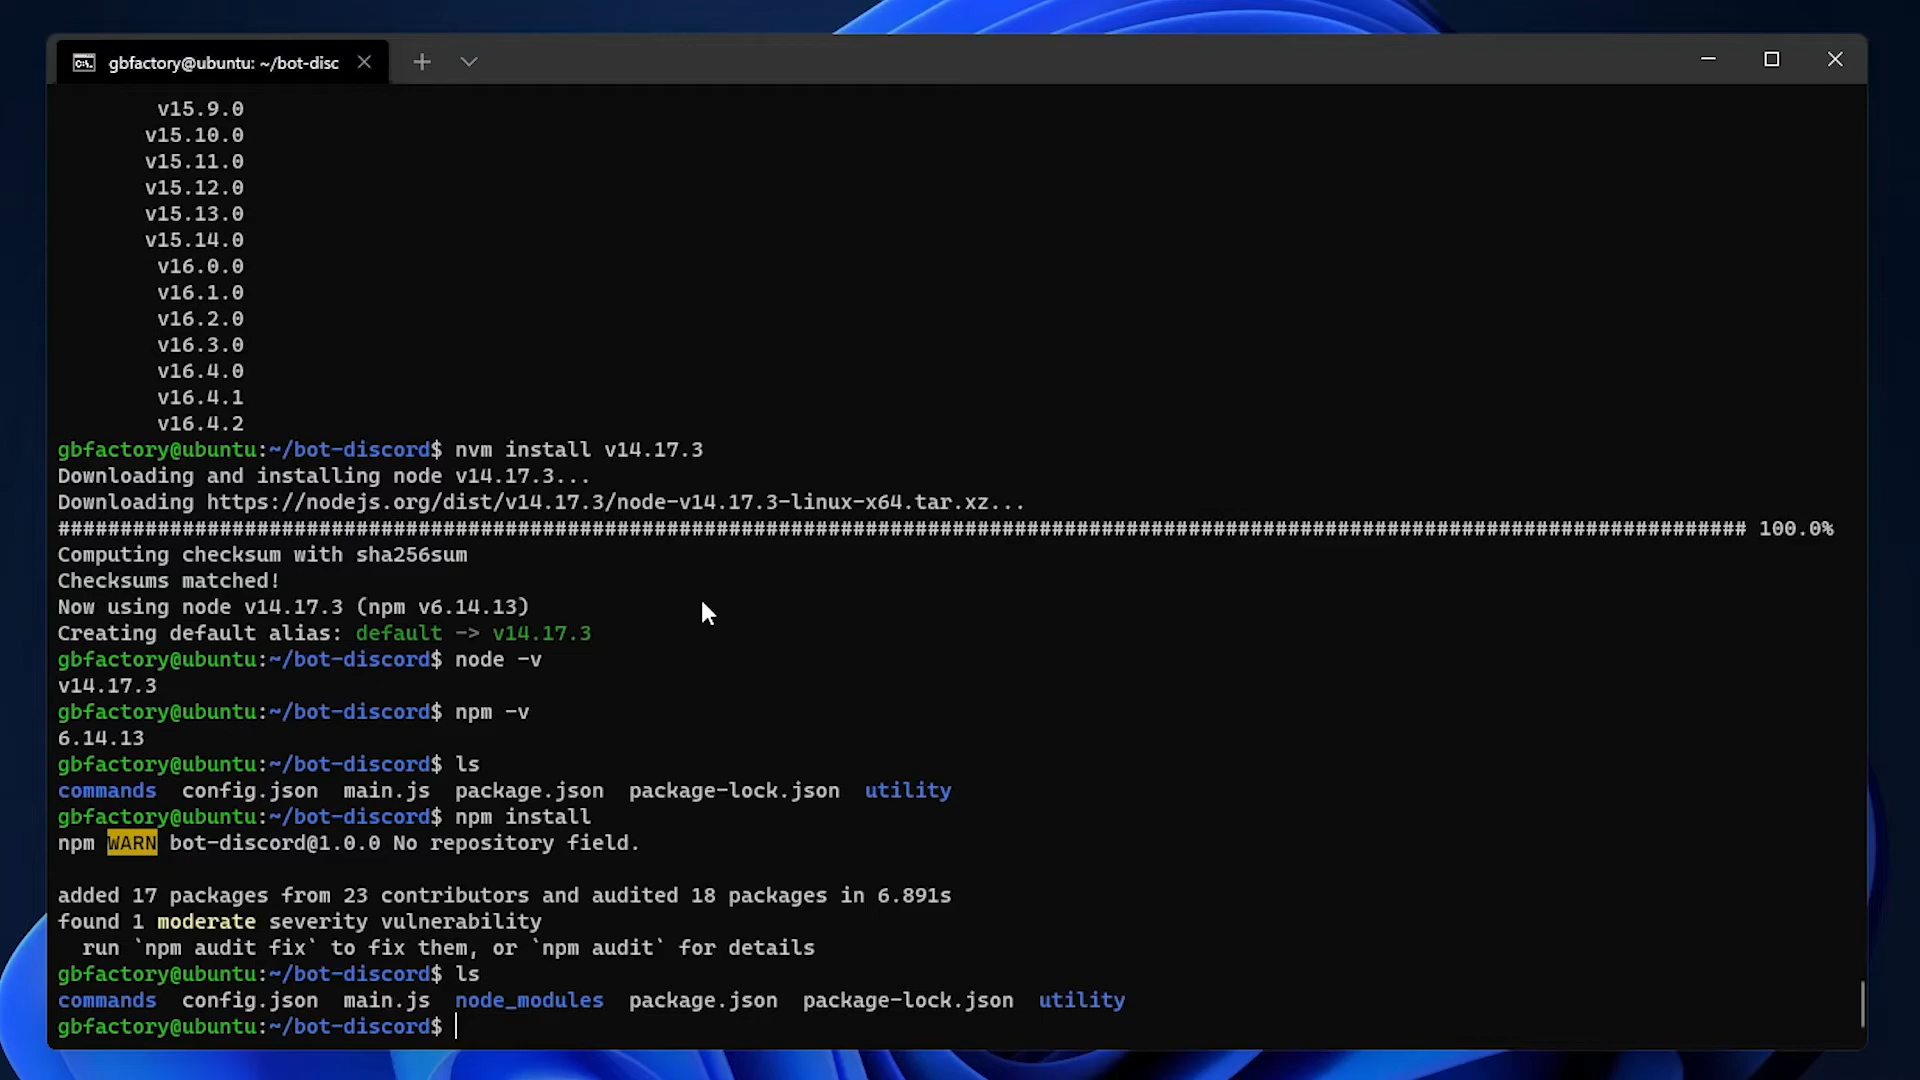 gbfactory@ubuntu: ~/bot-disc
v15.9.0
v15.10.0
v15.11.0
v15.12.0
v15.13.0
v15.14.0
v16.0.0
v16.1.0
v16.2.0
v16.3.0
v16.4.0
v16.4.1
v16.4.2
gbfactory@ubuntu:~/bot-discord$ nvm install v14.17.3
Downloading and installing node v14.17.3...
Downloading https://nodejs.org/dist/v14.17.3/node-v14.17.3-linux-x64.tar.xz...
######################################################################################################################################## 100.0%
Computing checksum with sha256sum
Checksums matched!
Now using node v14.17.3 (npm v6.14.13)
Creating default alias: default -> v14.17.3
gbfactory@ubuntu:~/bot-discord$ node -v
v14.17.3
gbfactory@ubuntu:~/bot-discord$ npm -v
6.14.13
gbfactory@ubuntu:~/bot-discord$ ls
commands  config.json  main.js  package.json  package-lock.json  utility
gbfactory@ubuntu:~/bot-discord$ npm install
npm WARN bot-discord@1.0.0 No repository field.
added 17 packages from 23 contributors and audited 18 packages in 6.891s
found 1 moderate severity vulnerability
  run `npm audit fix` to fix them, or `npm audit` for details
gbfactory@ubuntu:~/bot-discord$ ls
commands  config.json  main.js  node_modules  package.json  package-lock.json  utility
gbfactory@ubuntu:~/bot-discord$